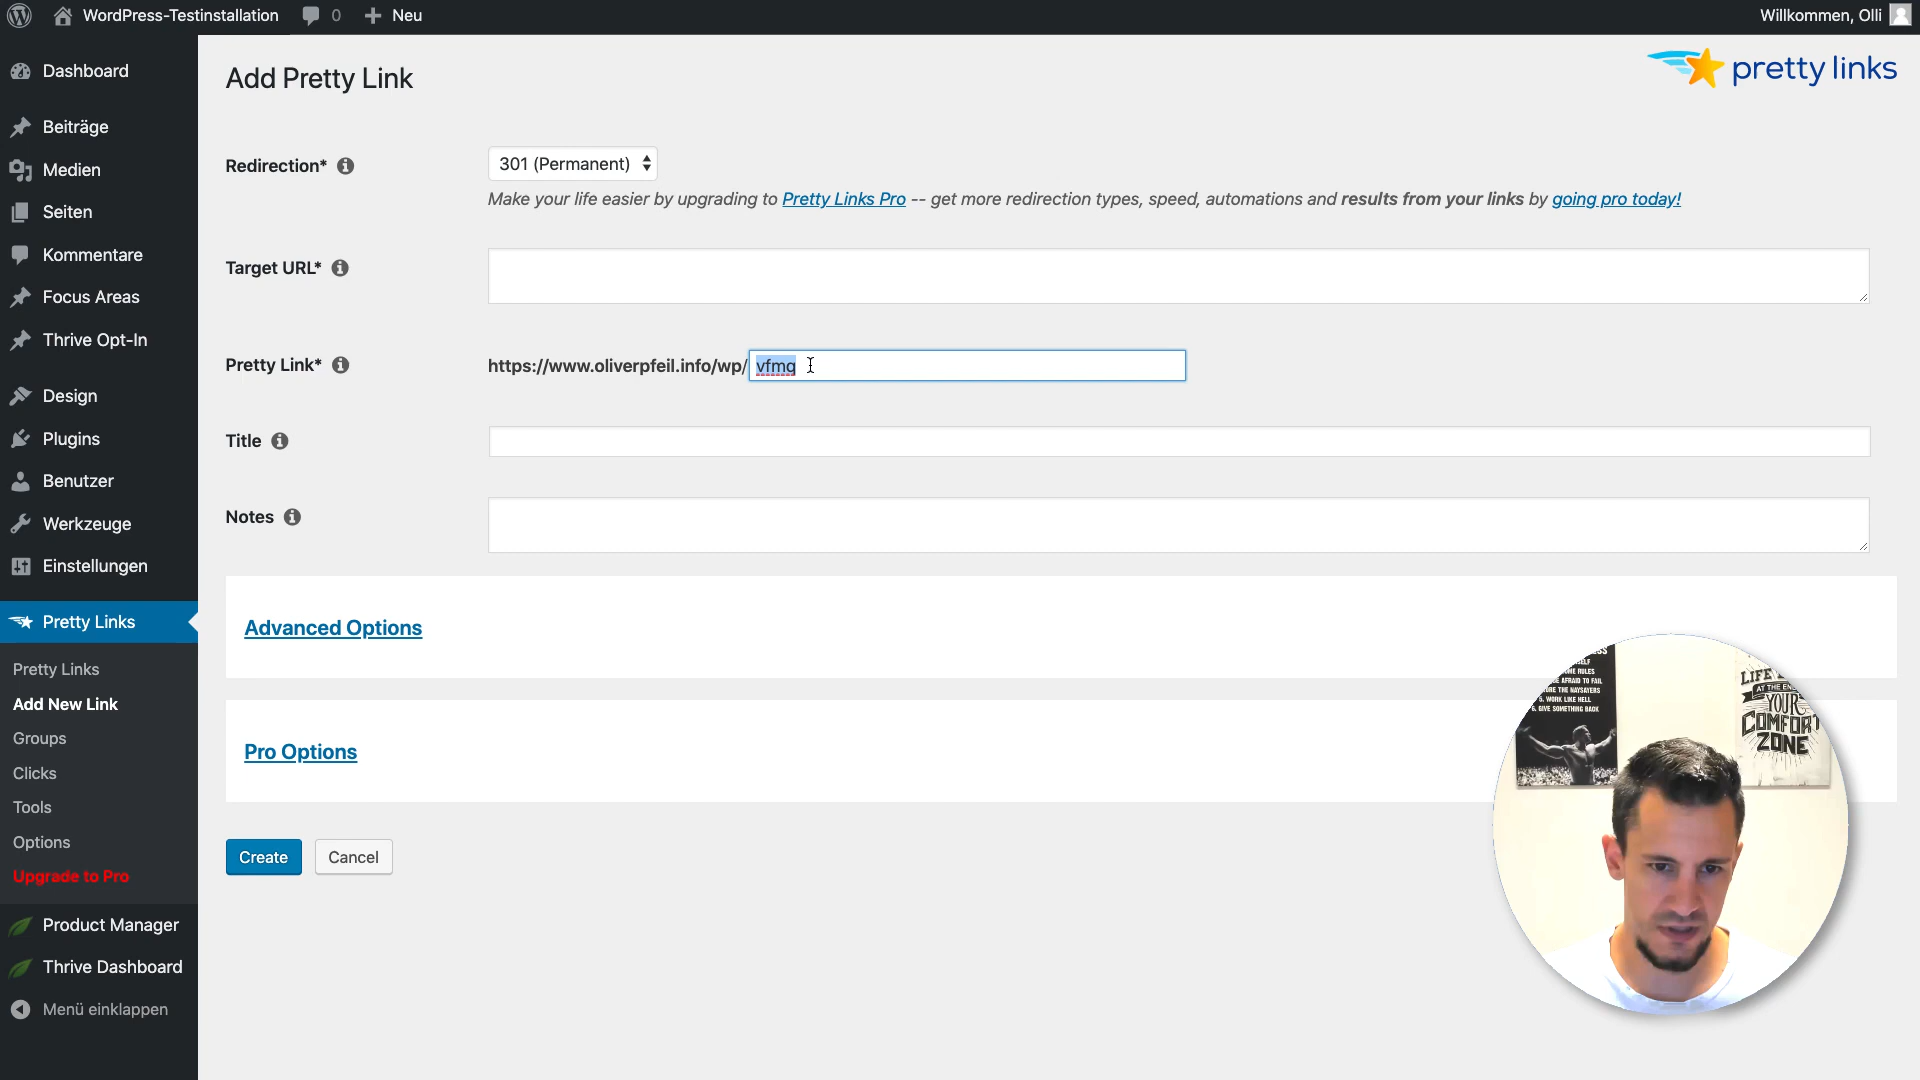 WordPress-Testinstallation 0 Neu Willkommen, Olli
Dashboard
Beiträge
Medien
Seiten
Kommentare
Focus Areas
Thrive Opt-In
Design
Plugins
Benutzer
Werkzeuge
Einstellungen
Pretty Links
Pretty Links
Add New Link
Groups
Clicks
Tools
Options
Upgrade to Pro
Product Manager
Thrive Dashboard
Menü einklappen
Add Pretty Link
pretty links
Redirection* 301 (Permanent)
Make your life easier by upgrading to Pretty Links Pro -- get more redirection types, speed, automations and results from your links by going pro today!
Target URL*
Pretty Link* https://www.oliverpfeil.info/wp/ vfmq
Title
Notes
Advanced Options
Pro Options
Create Cancel
AFRAID TO FAIL
THE NAYSAYERS
5. WORK LIKE HELL
6. GIVE SOMETHING BACK
LIFE
AT THE END
YOUR
COMFORT
ZONE